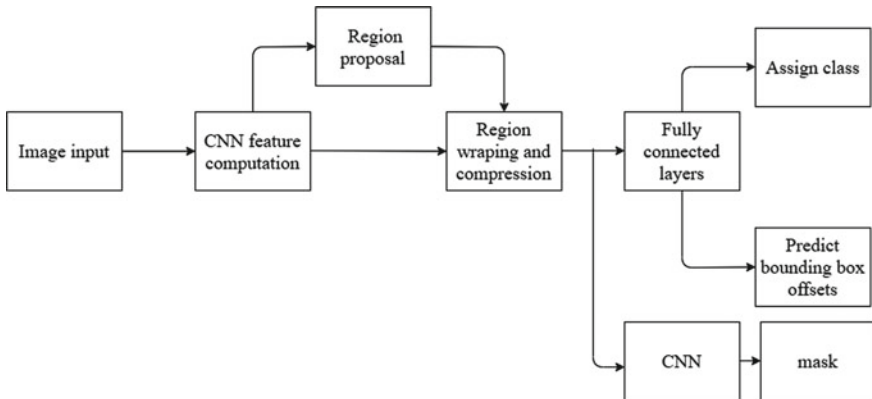 Region
proposal
Assign class
Image input
CNN feature
computation
Region
wraping and
compression
Fully
connected
layers
Predict
bounding box
offsets
CNN
mask